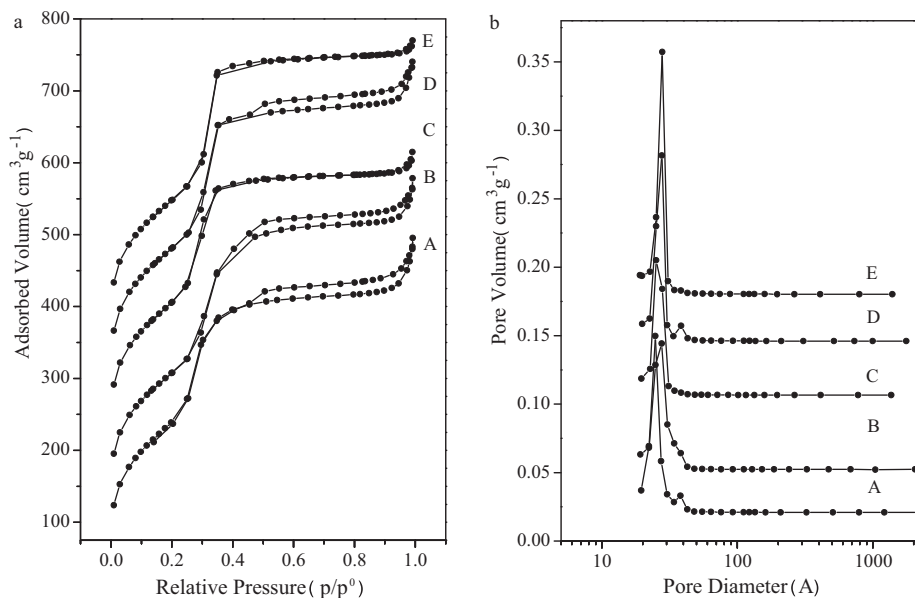 a
800
700
600
500
400
300
200
100
Adsorbed Volume( cm³g⁻¹)
E
D
C
B
A
0.0 0.2 0.4 0.6 0.8 1.0
Relative Pressure( p/p⁰)
b
0.35
0.30
0.25
0.20
0.15
0.10
0.05
0.00
Pore Volume( cm³g⁻¹)
E
D
C
B
A
10 100 1000
Pore Diameter(A)